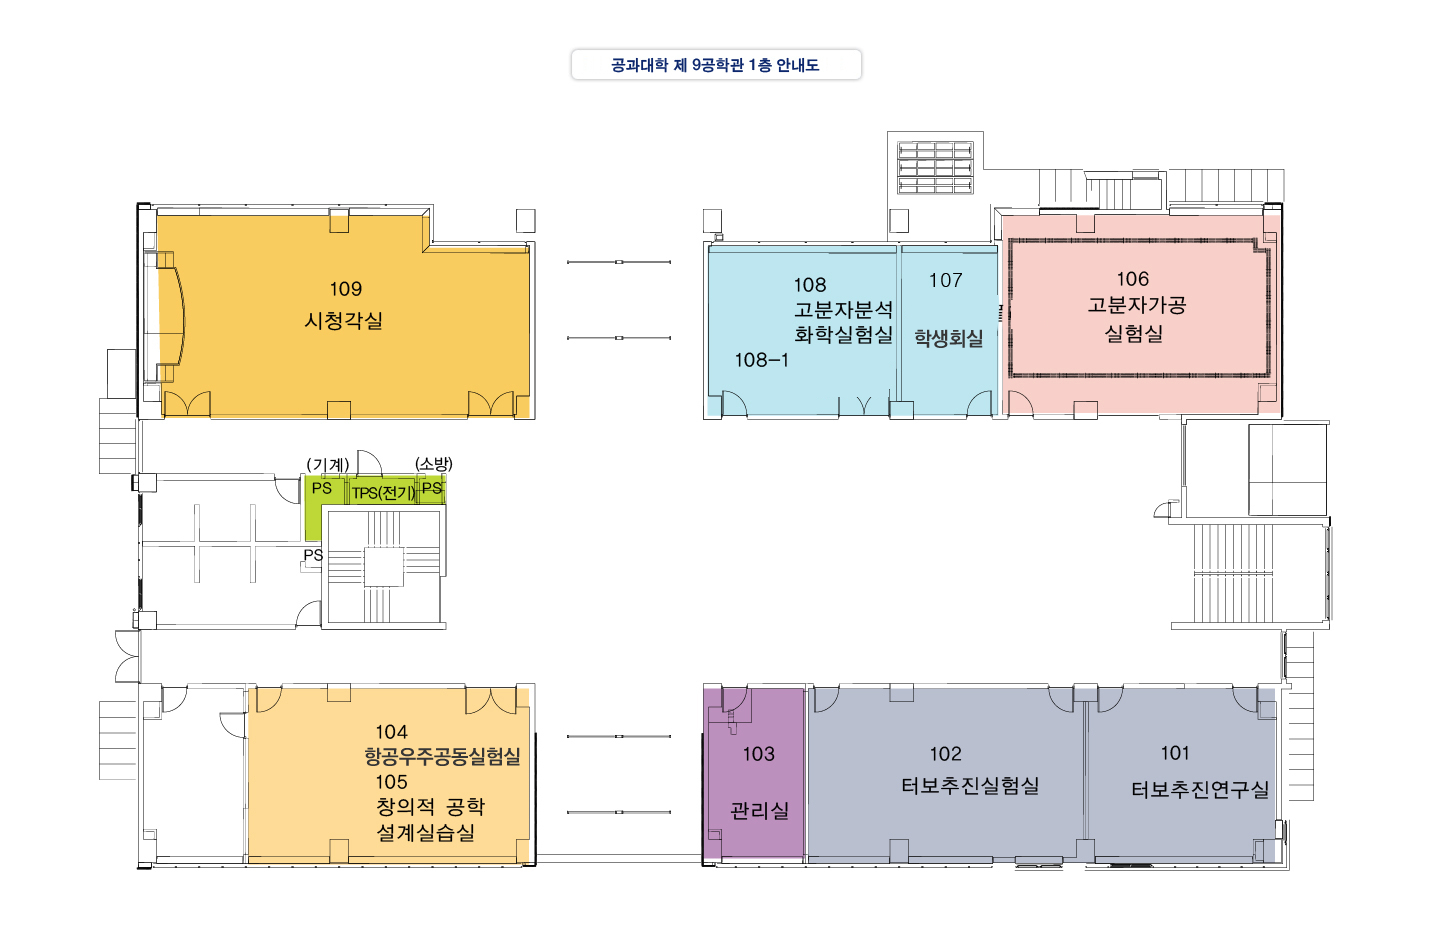 공과대학 제 9공학관 1층 안내도
109
시청각실
108
고분자분석
화학실험실
108-1
107
학생회실
106
고분자가공
실험실
(기계)
PS
TPS(전기)
(소방)
PS
PS
104
항공우주공동실험실
105
창의적 공학
설계실습실
103
관리실
102
터보추진실험실
101
터보추진연구실